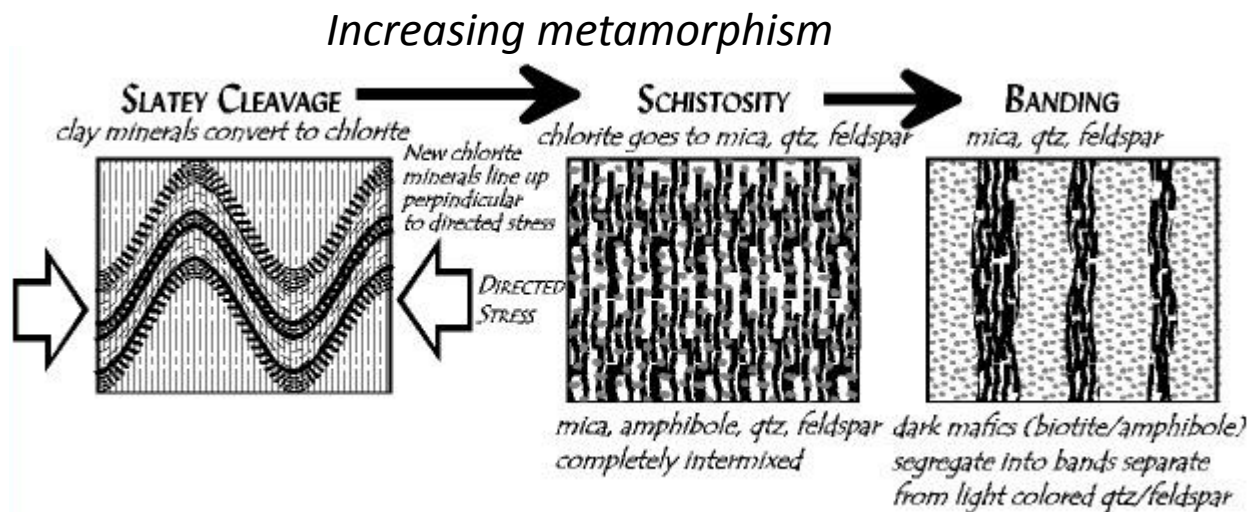 Increasing metamorphism
SLATEY CLEAVAGE
clay minerals convert to chlorite
New chlorite
minerals line up
perpindicular
to directed stress
DIRECTED
STRESS
SCHISTOSITY
chlorite goes to mica, qtz, feldspar
mica, amphibole, qtz, feldspar
completely intermixed
BANDING
mica, qtz, feldspar
dark mafics (biotite/amphibole)
segregate into bands separate
from light colored qtz/feldspar